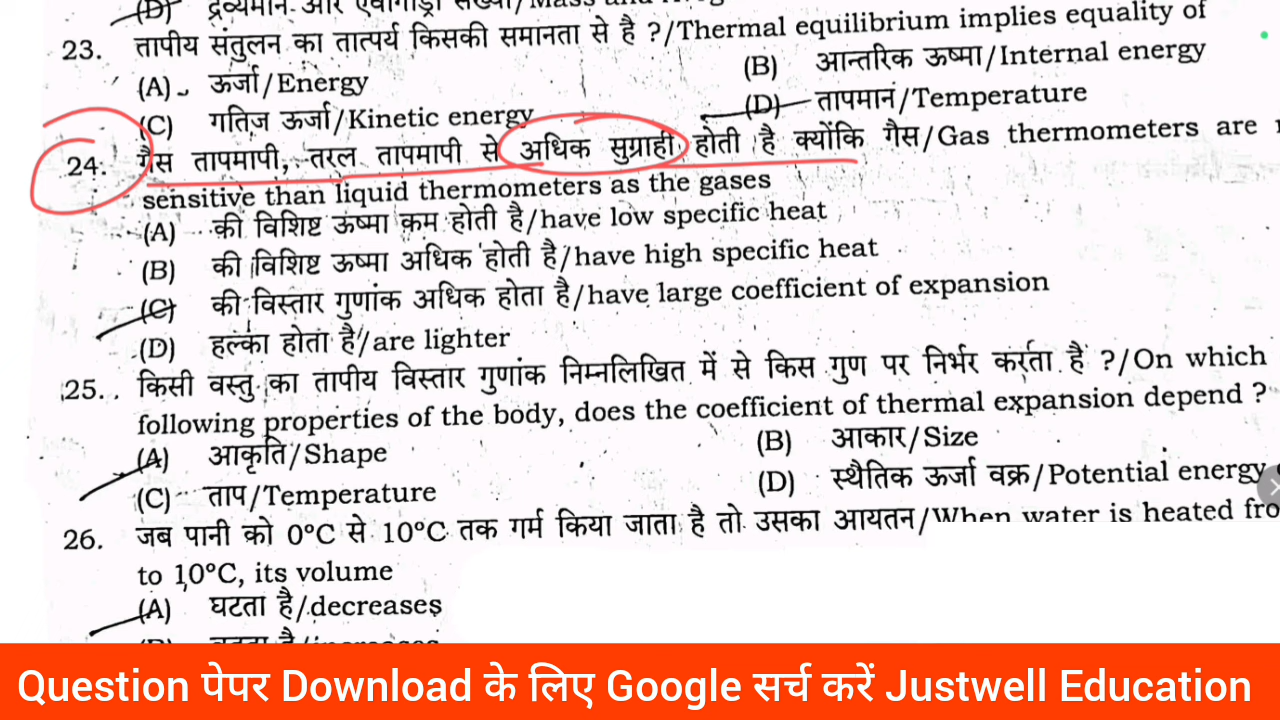 (D) द्रव्यमान और
23. तापीय संतुलन का तात्पर्य किसकी समानता से है ?/Thermal equilibrium implies equality of
(A) ऊर्जा/Energy
(B) आन्तरिक ऊष्मा/Internal energy
(C) गतिज ऊर्जा/Kinetic energy
(D) तापमान/Temperature
24. गैस तापमापी, तरल तापमापी से अधिक सुग्राही होती है क्योंकि गैस/Gas thermometers are
sensitive than liquid thermometers as the gases
(A) की विशिष्ट ऊष्मा कम होती है/have low specific heat
(B) की विशिष्ट ऊष्मा अधिक होती है/have high specific heat
(C) की विस्तार गुणांक अधिक होता है/have large coefficient of expansion
(D) हल्का होता है/are lighter
25. किसी वस्तु का तापीय विस्तार गुणांक निम्नलिखित में से किस गुण पर निर्भर करता है ?/On which
following properties of the body, does the coefficient of thermal expansion depend ?
(A) आकृति/Shape
(B) आकार/Size
(C) ताप/Temperature
(D) स्थैतिक ऊर्जा वक्र/Potential energy
26. जब पानी को 0°C से 10°C तक गर्म किया जाता है तो उसका आयतन/When water is heated
to 10°C, its volume
(A) घटता है/decreases
Question पेपर Download के लिए Google सर्च करें Justwell Education